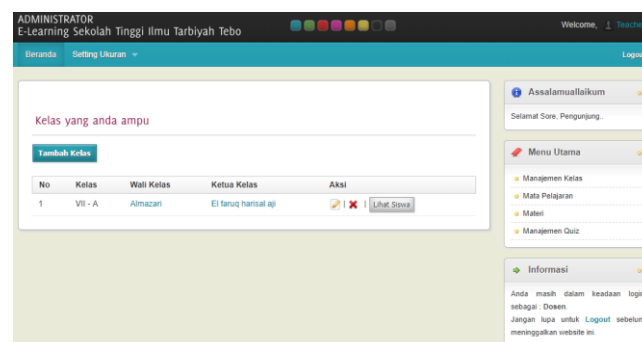 ADMINISTRATOR
E-Learning Sekolah Tinggi Ilmu Tarbiyah Tebo
Welcome, Teache
Beranda Setting Ukuran
Logou
Kelas yang anda ampu
Tambah Kelas
No Kelas Wali Kelas Ketua Kelas Aksi
1 VII - A Almazari El faruq harisal aji | | Lihat Siswa
Assalamuallaikum
Selamat Sore, Pengunjung..
Menu Utama
Manajemen Kelas
Mata Pelajaran
Materi
Manajemen Quiz
Informasi
Anda masih dalam keadaan login
sebagai : Dosen.
Jangan lupa untuk Logout sebelum
meninggalkan website ini.